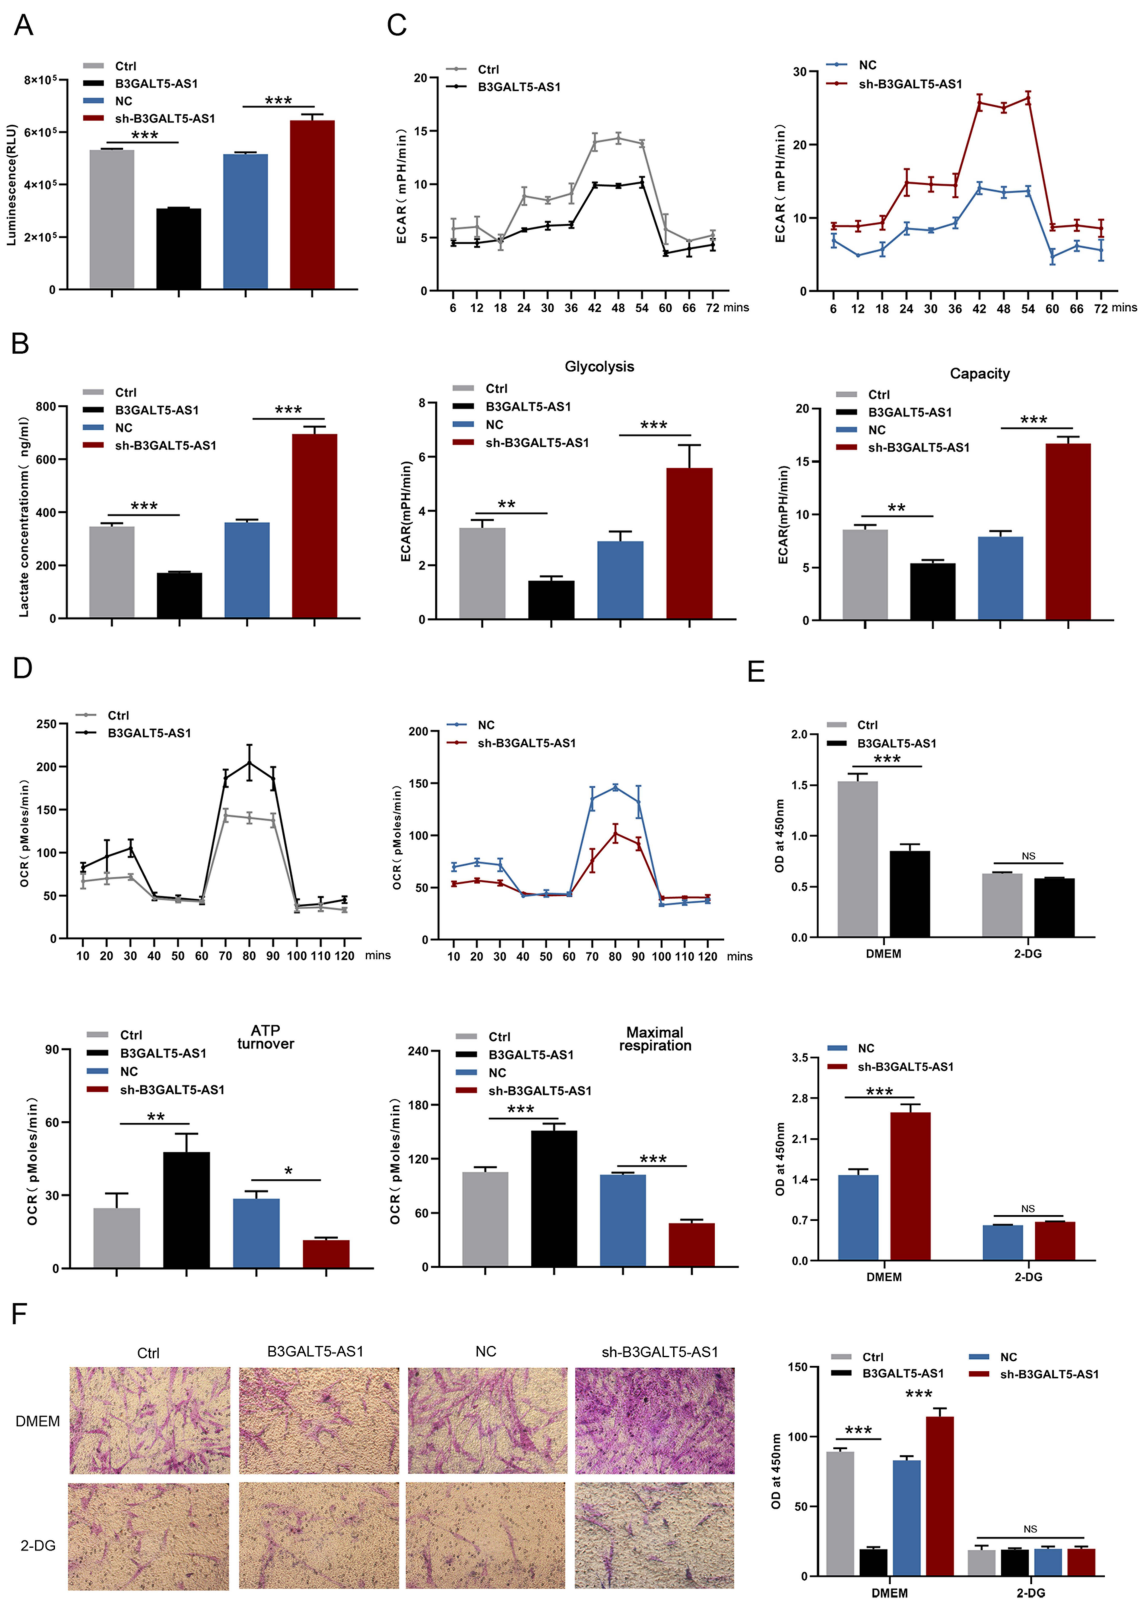 A
Ctrl
B3GALT5-AS1
NC
sh-B3GALT5-AS1
Luminescence(RLU)
8×10⁵
6×10⁵
4×10⁵
2×10⁵
0
***
***
C
Ctrl
B3GALT5-AS1
ECAR( mPH/min)
20
15
10
5
0
6 12 18 24 30 36 42 48 54 60 66 72 mins
NC
sh-B3GALT5-AS1
ECAR( mPH/min)
30
20
10
0
6 12 18 24 30 36 42 48 54 60 66 72 mins
B
Ctrl
B3GALT5-AS1
NC
sh-B3GALT5-AS1
Lactate concentrationm( ng/ml)
800
600
400
200
0
***
***
Glycolysis
Ctrl
B3GALT5-AS1
NC
sh-B3GALT5-AS1
ECAR(mPH/min)
8
6
4
2
0
**
***
Capacity
Ctrl
B3GALT5-AS1
NC
sh-B3GALT5-AS1
ECAR(mPH/min)
20
15
10
5
0
**
***
D
Ctrl
B3GALT5-AS1
OCR( pMoles/min)
250
200
150
100
50
0
10 20 30 40 50 60 70 80 90 100 110 120 mins
NC
sh-B3GALT5-AS1
OCR( pMoles/min)
200
150
100
50
0
10 20 30 40 50 60 70 80 90 100 110 120 mins
ATP
turnover
Ctrl
B3GALT5-AS1
NC
sh-B3GALT5-AS1
OCR( pMoles/min)
90
60
30
0
**
*
Maximal
respiration
Ctrl
B3GALT5-AS1
NC
sh-B3GALT5-AS1
OCR( pMoles/min)
240
180
120
60
0
***
***
E
Ctrl
B3GALT5-AS1
OD at 450nm
2.0
1.5
1.0
0.5
0.0
***
NS
DMEM 2-DG
NC
sh-B3GALT5-AS1
OD at 450nm
3.5
2.8
2.1
1.4
0.7
0.0
***
NS
DMEM 2-DG
F
Ctrl B3GALT5-AS1 NC sh-B3GALT5-AS1
DMEM
2-DG
Ctrl NC
B3GALT5-AS1 sh-B3GALT5-AS1
OD at 450nm
150
100
50
0
***
***
NS
DMEM 2-DG